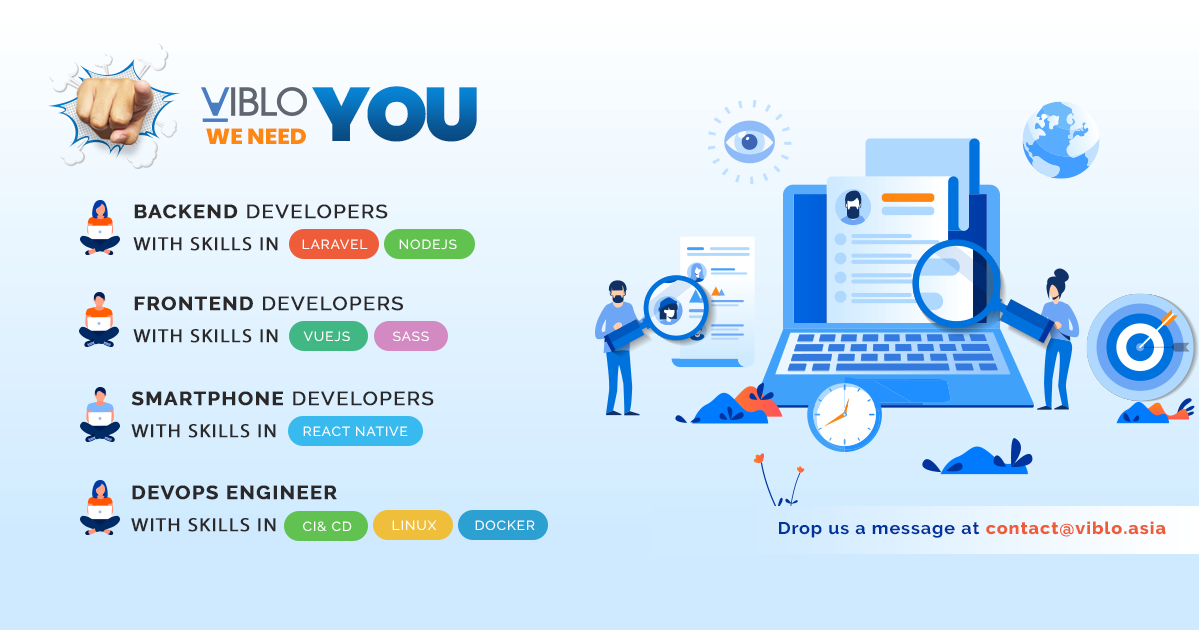 VIBLO
WE NEED
YOU
BACKEND DEVELOPERS
WITH SKILLS IN LARAVEL NODEJS
FRONTEND DEVELOPERS
WITH SKILLS IN VUEJS SASS
SMARTPHONE DEVELOPERS
WITH SKILLS IN REACT NATIVE
DEVOPS ENGINEER
WITH SKILLS IN CI& CD LINUX DOCKER
Drop us a message at contact@viblo.asia